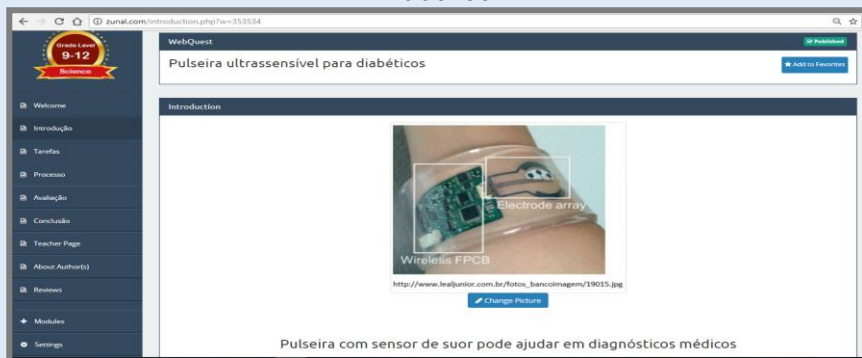 zunal.com/introduction.php?w=353534
Grade Level
9-12
Science
Welcome
Introdução
Tarefas
Processo
Avaliação
Conclusão
Teacher Page
About Author(s)
Reviews
Modules
Settings
WebQuest
Published
Pulseira ultrassensível para diabéticos
Add to Favorites
Introduction
Electrode array
Wireless FPCB
http://www.lealjunior.com.br/fotos_bancoimagem/19015.jpg
Change Picture
Pulseira com sensor de suor pode ajudar em diagnósticos médicos